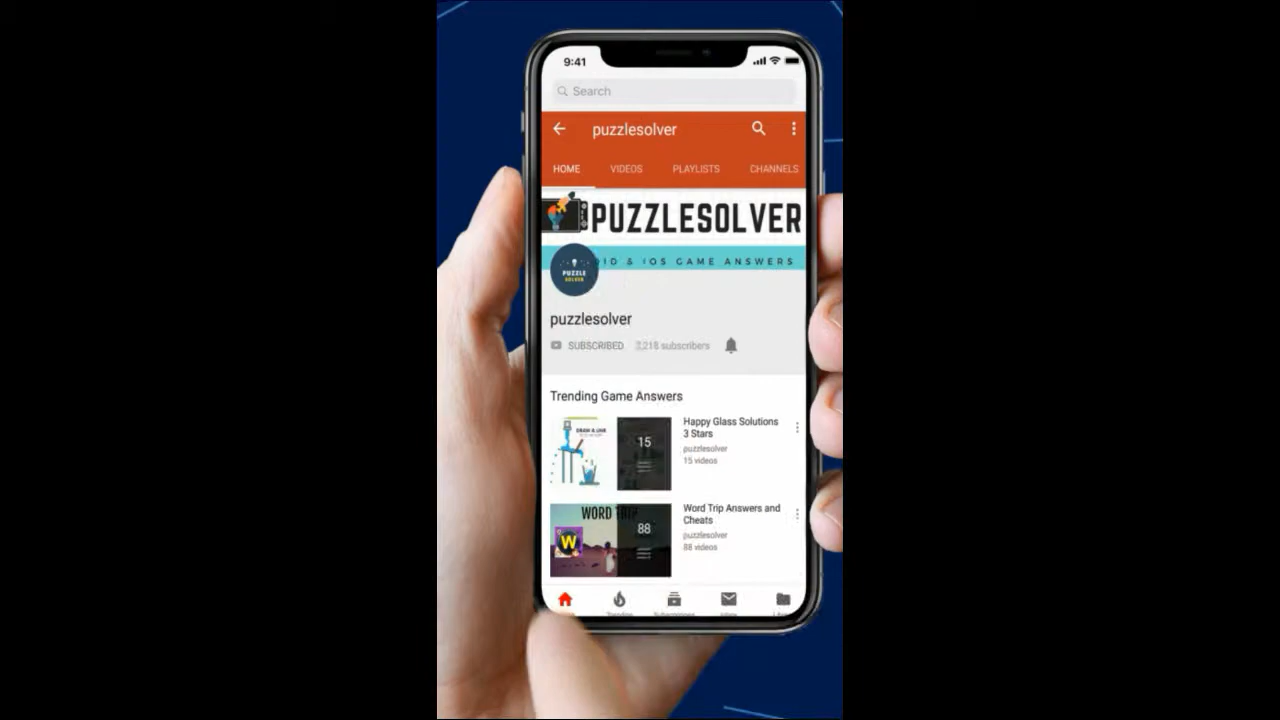 9:41
Search
puzzlesolver
HOME VIDEOS PLAYLISTS CHANNELS
PUZZLESOLVER
& IOS GAME ANSWERS
PUZZLE
SOLVER
puzzlesolver
SUBSCRIBED 218 subscribers
Trending Game Answers
DRAW A LINE
15
Happy Glass Solutions
3 Stars
puzzlesolver
15 videos
WORD
W
88
Word Trip Answers and
Cheats
puzzlesolver
88 videos